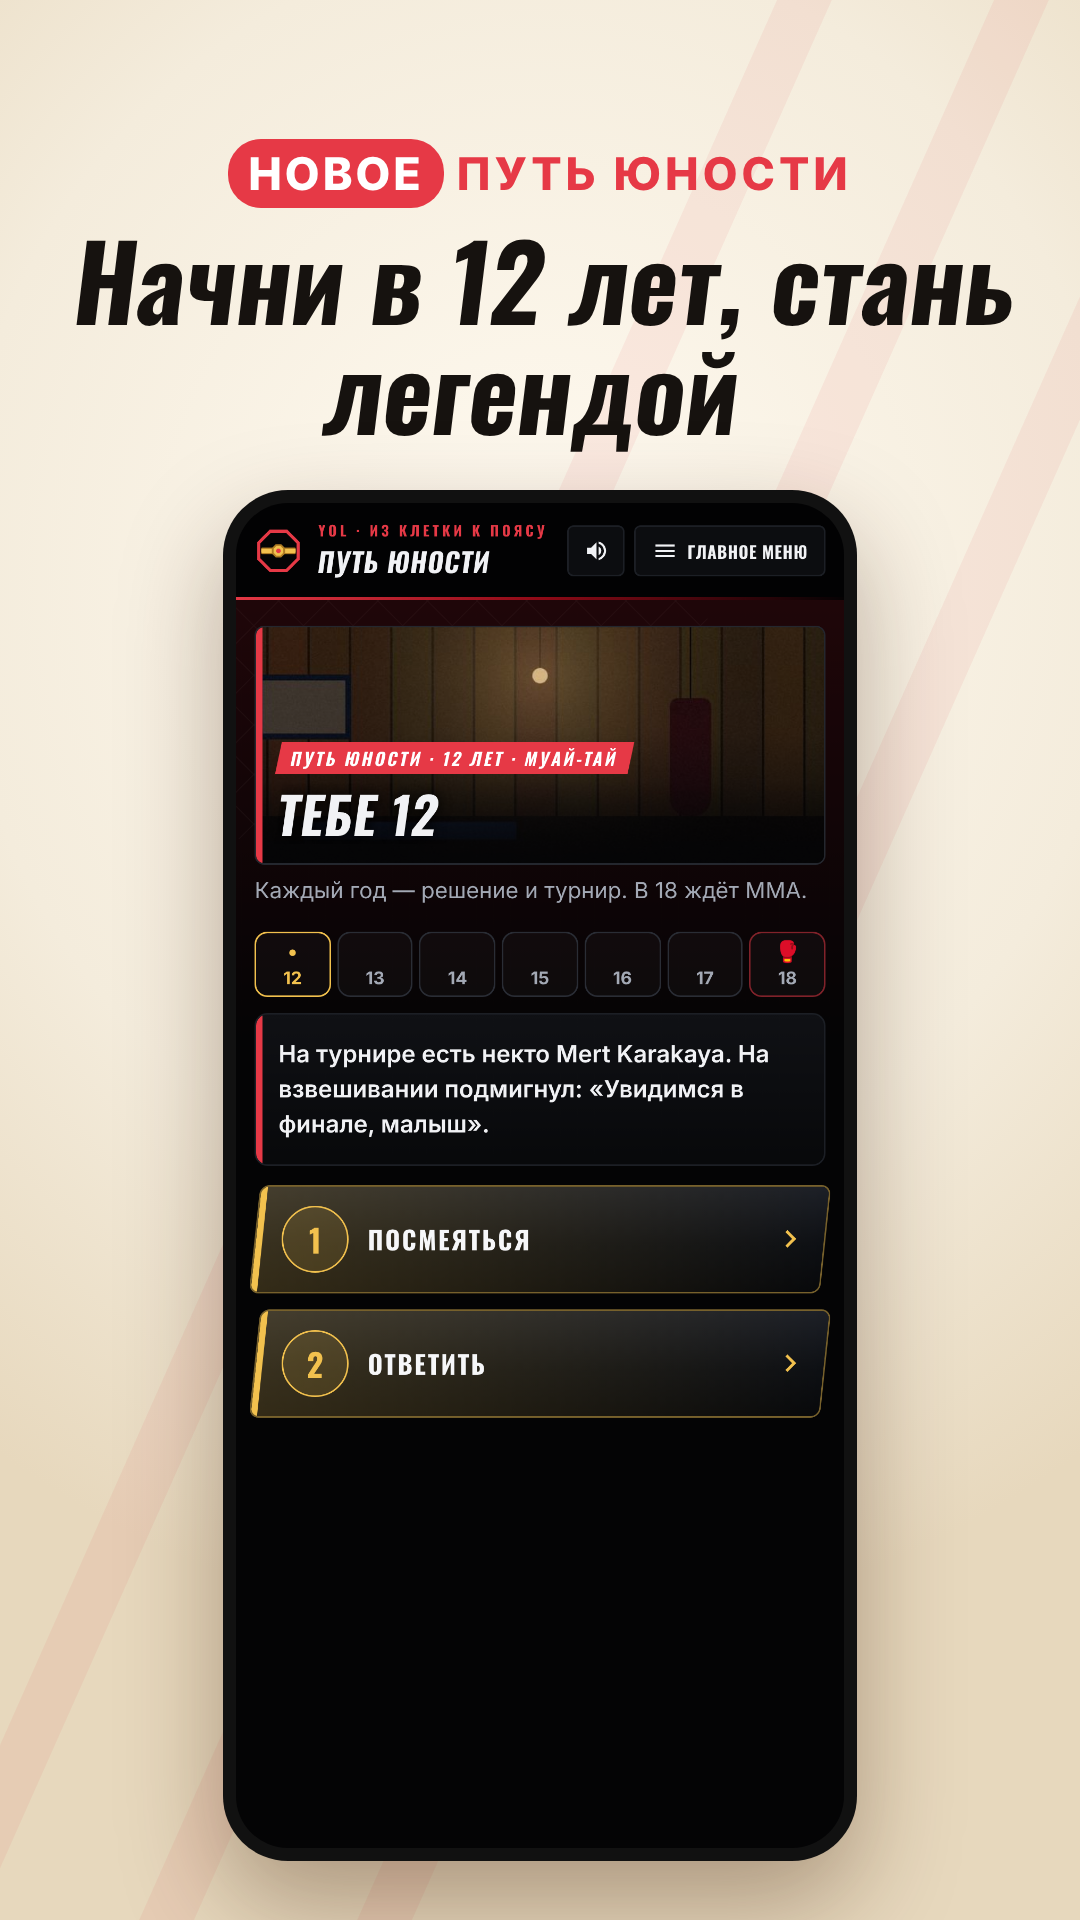 НОВОЕ ПУТЬ ЮНОСТИ
Начни в 12 лет, стань
легендой
YOL · ИЗ КЛЕТКИ К ПОЯСУ
ПУТЬ ЮНОСТИ
ГЛАВНОЕ МЕНЮ
ПУТЬ ЮНОСТИ · 12 ЛЕТ · МУАЙ-ТАЙ
ТЕБЕ 12
Каждый год — решение и турнир. В 18 ждёт ММА.
12 13 14 15 16 17 18
На турнире есть некто Mert Karakaya. На
взвешивании подмигнул: «Увидимся в
финале, малыш».
1 ПОСМЕЯТЬСЯ
2 ОТВЕТИТЬ